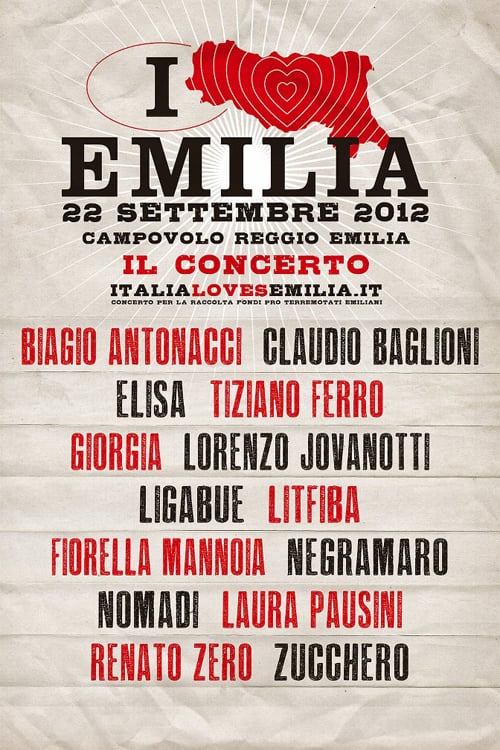 I
EMILIA
22 SETTEMBRE 2012
CAMPOVOLO REGGIO EMILIA
IL CONCERTO
ITALIALOVESEMILIA.IT
CONCERTO PER LA RACCOLTA FONDI PRO TERREMOTATI EMILIANI
BIAGIO ANTONACCI CLAUDIO BAGLIONI
ELISA TIZIANO FERRO
GIORGIA LORENZO JOVANOTTI
LIGABUE LITFIBA
FIORELLA MANNOIA NEGRAMARO
NOMADI LAURA PAUSINI
RENATO ZERO ZUCCHERO